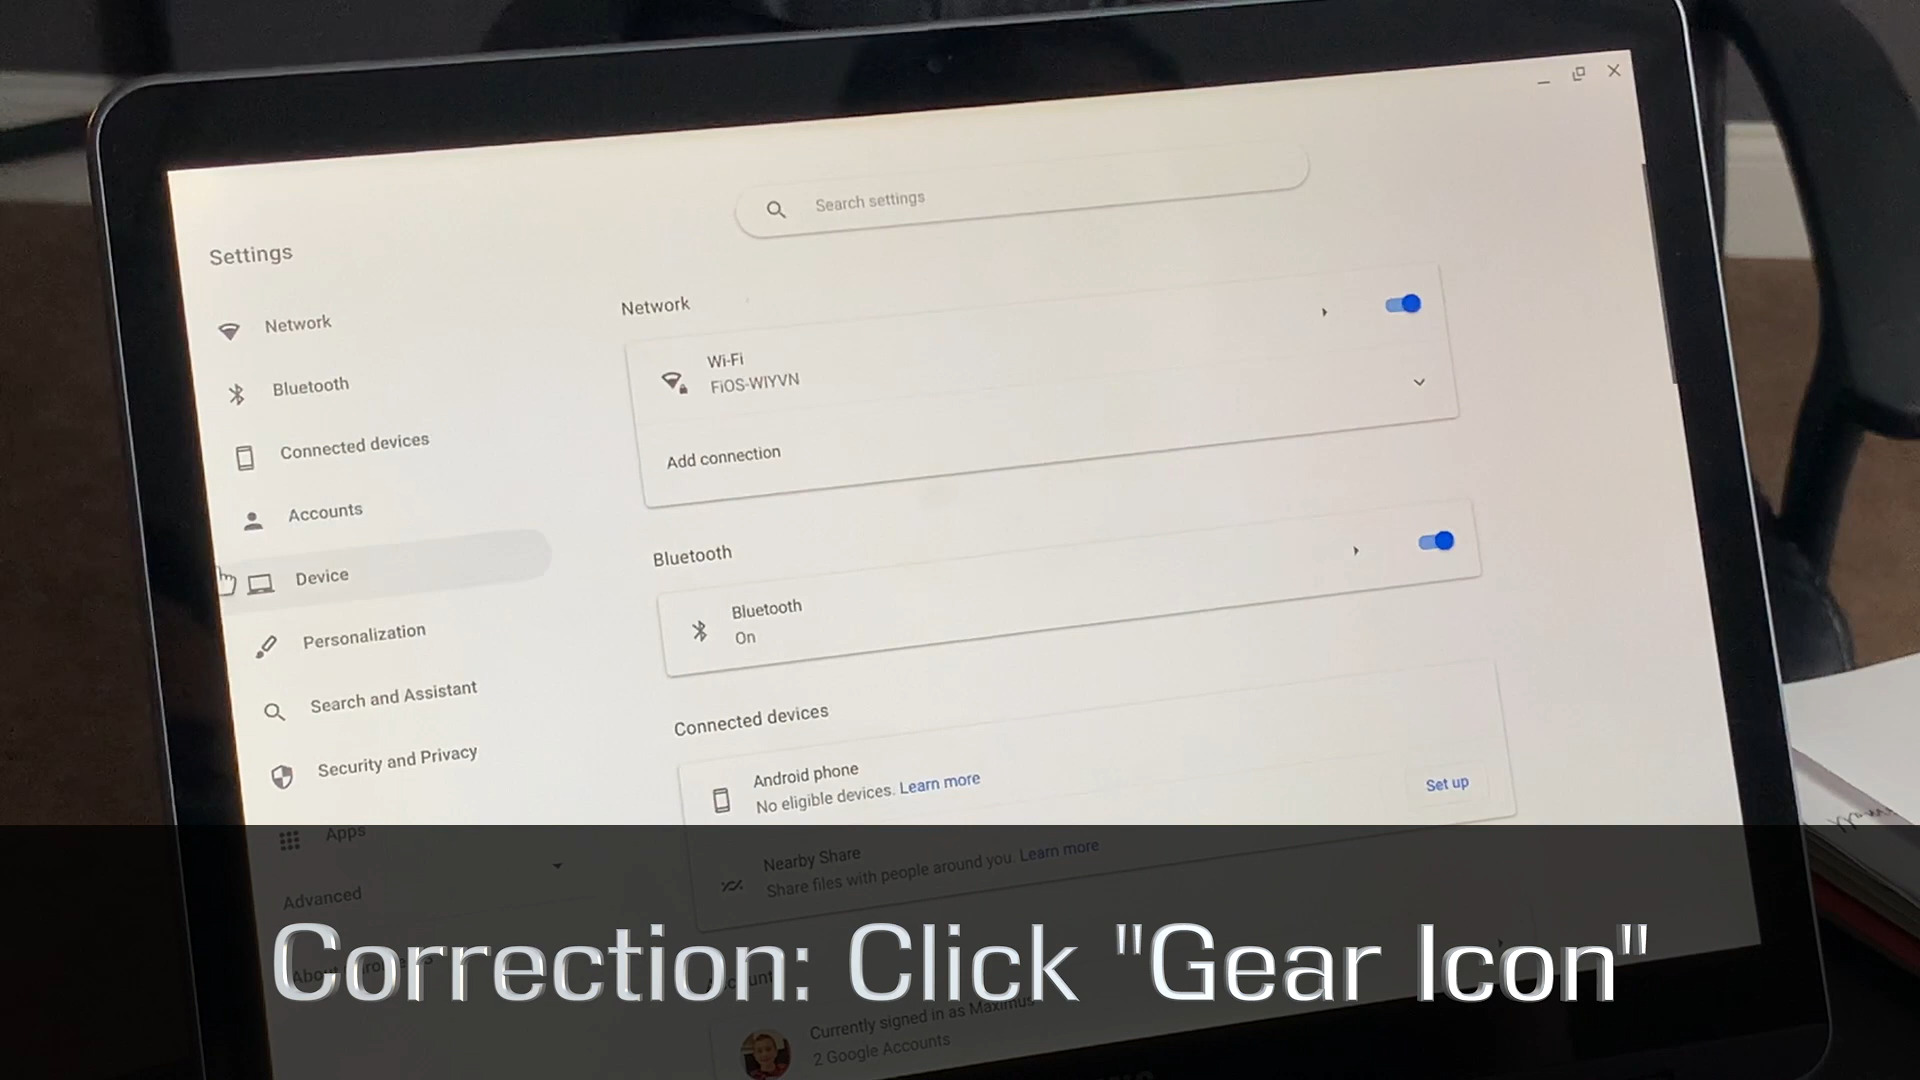 Search settings
Settings
Network
Bluetooth
Connected devices
Accounts
Device
Personalization
Search and Assistant
Security and Privacy
Apps
Advanced
Network
Wi-Fi
FiOS-WIYVN
Add connection
Bluetooth
Bluetooth
On
Connected devices
Android phone
No eligible devices. Learn more
Set up
Nearby Share
Share files with people around you. Learn more
Currently signed in as Maximus
2 Google Accounts
Correction: Click "Gear Icon"